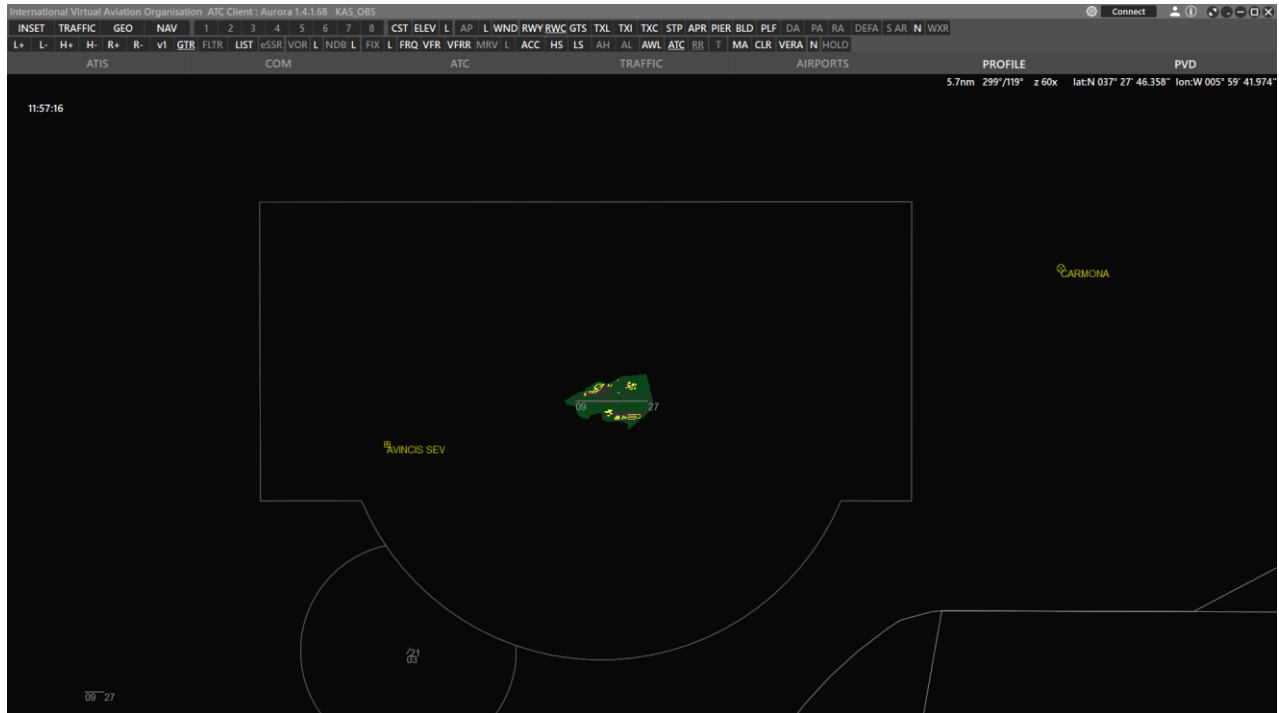 International Virtual Aviation Organisation ATC Client : Aurora 1.4.1.68 KAS_OBS Connect
INSET TRAFFIC GEO NAV 1 2 3 4 5 6 7 8 CST ELEV L AP L WND RWY RWC GTS TXL TXI TXC STP APR PIER BLD PLF DA PA RA DEFA S AR N WXR
L+ L- H+ H- R+ R- v1 GTR FLTR LIST eSSR VOR L NDB L FIX L FRQ VFR VFRR MRV L ACC HS LS AH AL AWL ATC RR T MA CLR VERA N HOLD
ATIS COM ATC TRAFFIC AIRPORTS PROFILE PVD
5.7nm 299°/119° z 60x lat:N 037° 27' 46.358" lon:W 005° 59' 41.974"
11:57:16
CARMONA
09 27
AVINCIS SEV
21
03
09 27